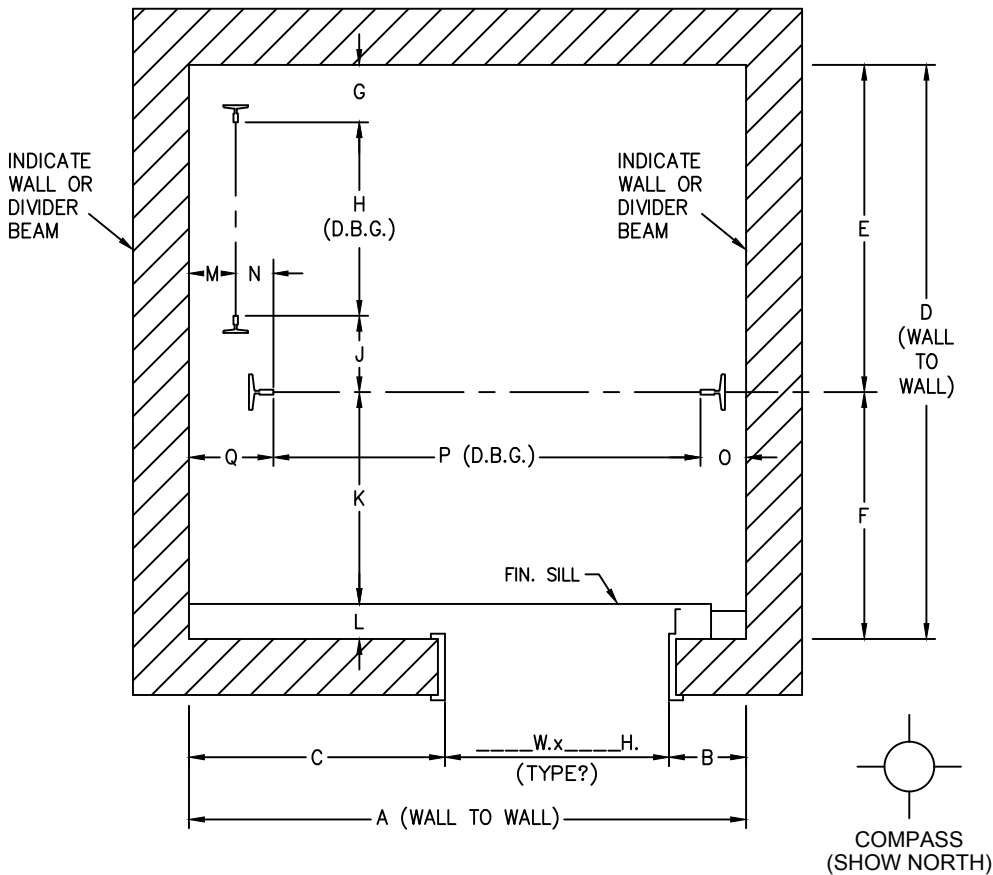 G
INDICATE
WALL OR
DIVIDER
BEAM
INDICATE
WALL OR
DIVIDER
BEAM
H
(D.B.G.)
E
M
N
D
(WALL
TO
WALL)
J
Q
P (D.B.G.)
O
K
F
FIN. SILL
L
C
____W.x____H.
(TYPE?)
B
A (WALL TO WALL)
COMPASS
(SHOW NORTH)